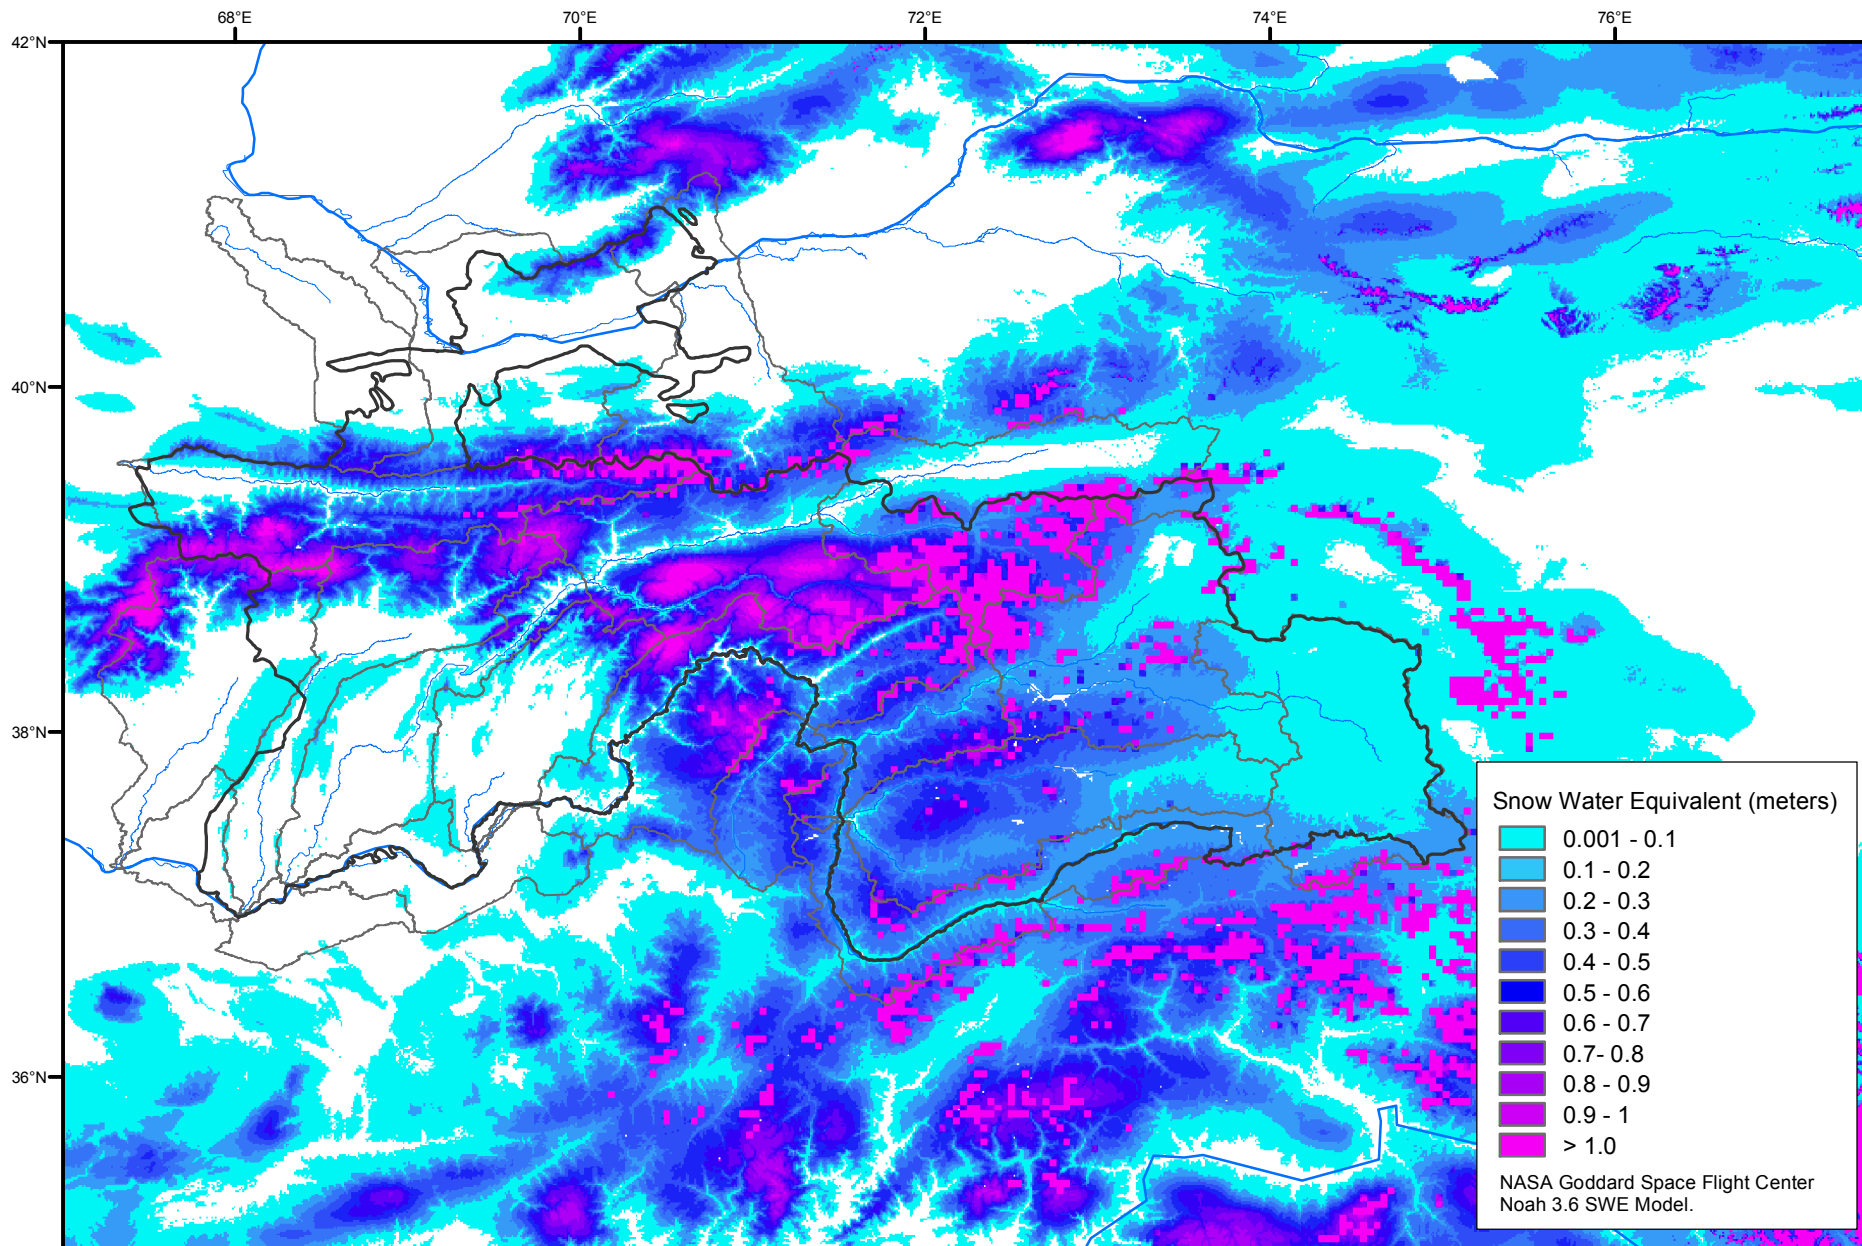 68°E
70°E
72°E
74°E
76°E
42°N
40°N
38°N
36°N
Snow Water Equivalent (meters)
0.001 - 0.1
0.1 - 0.2
0.2 - 0.3
0.3 - 0.4
0.4 - 0.5
0.5 - 0.6
0.6 - 0.7
0.7- 0.8
0.8 - 0.9
0.9 - 1
> 1.0
NASA Goddard Space Flight Center
Noah 3.6 SWE Model.